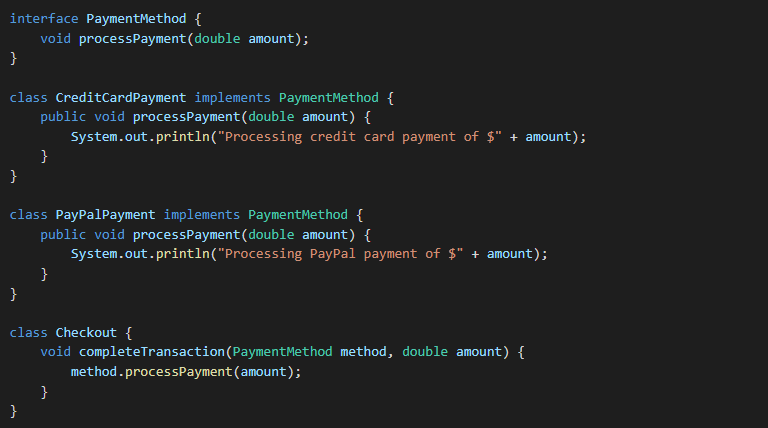 interface PaymentMethod {
    void processPayment(double amount);
}

class CreditCardPayment implements PaymentMethod {
    public void processPayment(double amount) {
        System.out.println("Processing credit card payment of $" + amount);
    }
}

class PayPalPayment implements PaymentMethod {
    public void processPayment(double amount) {
        System.out.println("Processing PayPal payment of $" + amount);
    }
}

class Checkout {
    void completeTransaction(PaymentMethod method, double amount) {
        method.processPayment(amount);
    }
}